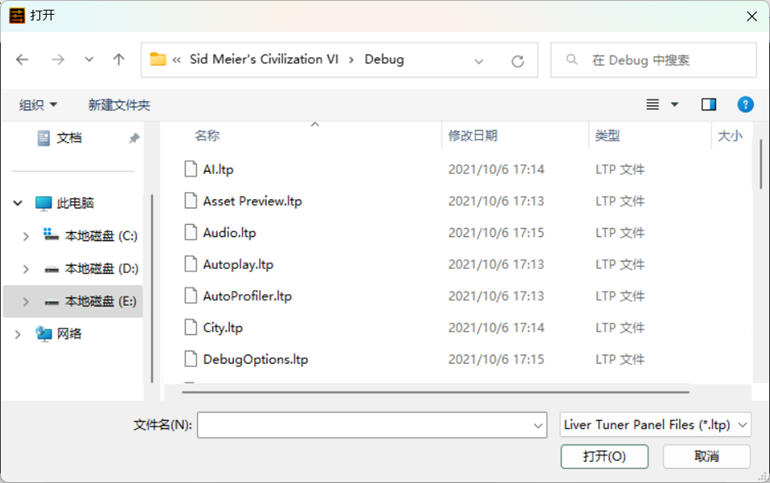 打开
« Sid Meier's Civilization VI › Debug
在 Debug 中搜索
组织 新建文件夹
文档
此电脑
本地磁盘 (C:)
本地磁盘 (D:)
本地磁盘 (E:)
网络
名称 修改日期 类型 大小
AI.ltp 2021/10/6 17:14 LTP 文件
Asset Preview.ltp 2021/10/6 17:13 LTP 文件
Audio.ltp 2021/10/6 17:15 LTP 文件
Autoplay.ltp 2021/10/6 17:13 LTP 文件
AutoProfiler.ltp 2021/10/6 17:13 LTP 文件
City.ltp 2021/10/6 17:14 LTP 文件
DebugOptions.ltp 2021/10/6 17:15 LTP 文件
文件名(N): Liver Tuner Panel Files (*.ltp)
打开(O) 取消